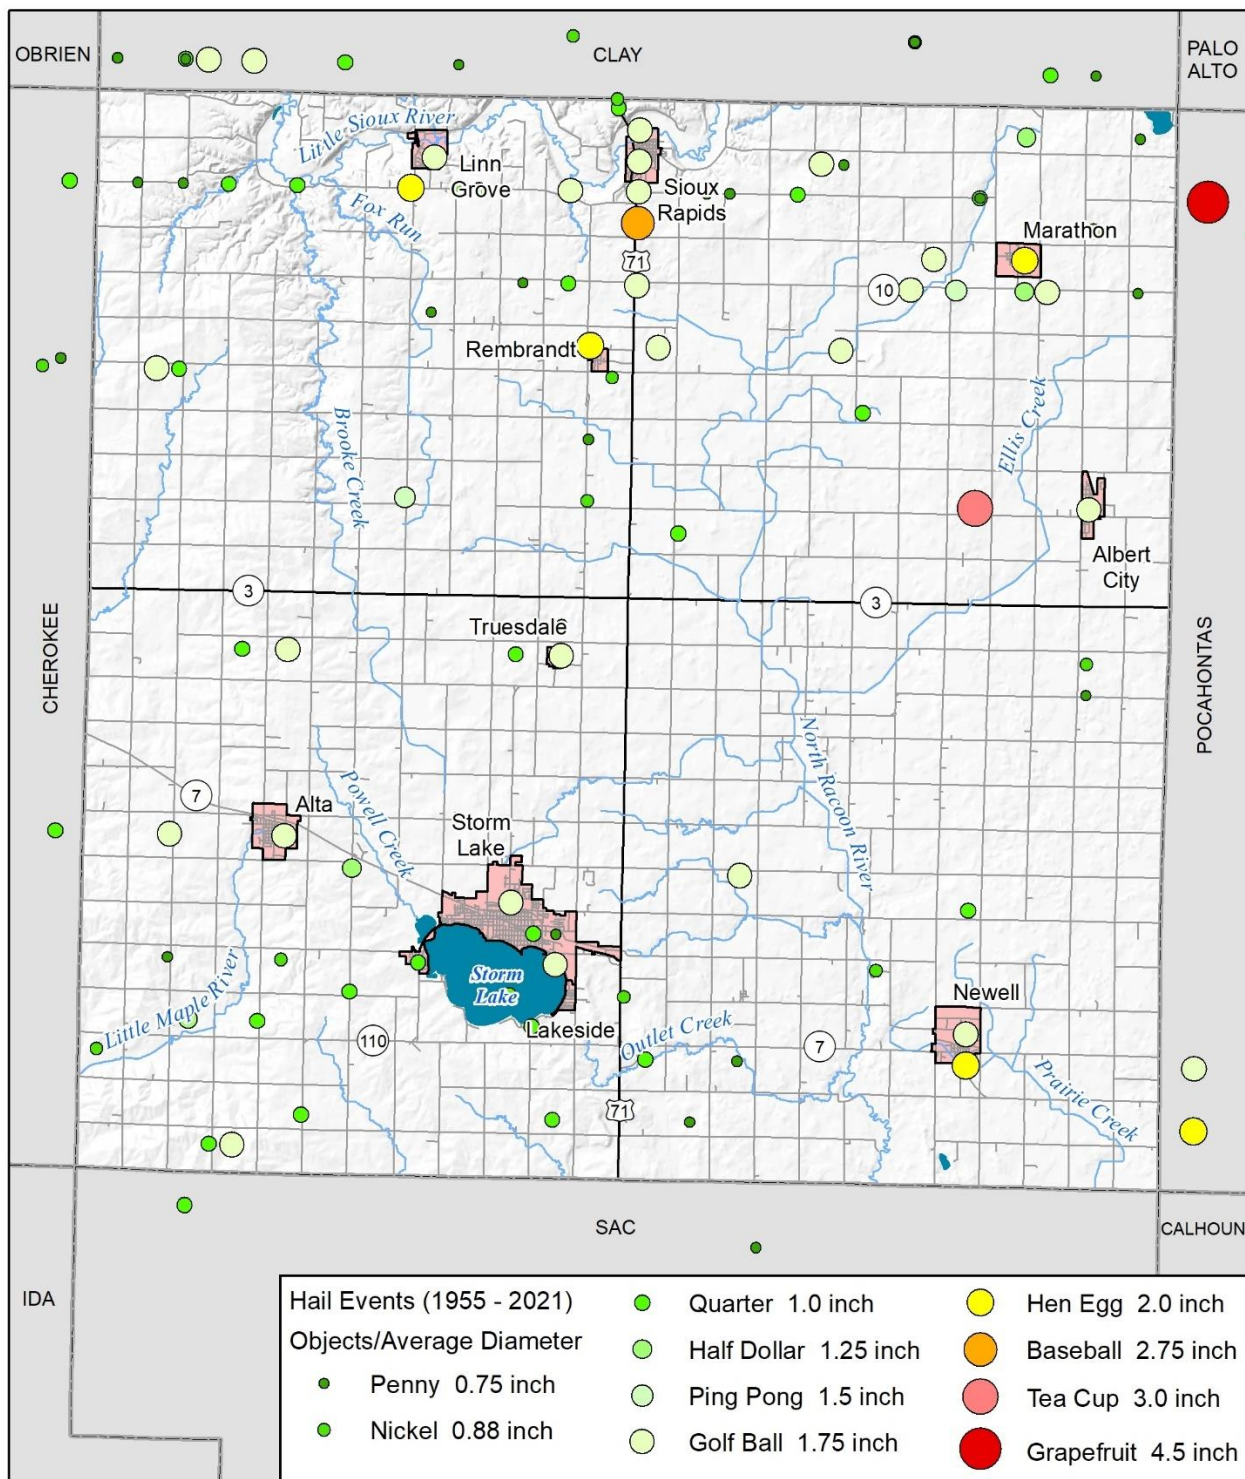 OBRIEN
CLAY
PALO
ALTO
Little Sioux River
Linn
Grove
Sioux
Rapids
Fox Run
Marathon
71
10
Rembrandt
Ellis Creek
Brooke Creek
Albert
City
3
3
CHEROKEE
Truesdale
POCAHONTAS
North Racoon River
7
Alta
Powell Creek
Storm
Lake
Storm
Lake
Little Maple River
Newell
Lakeside
Outlet Creek
110
7
Prairie Creek
71
SAC
CALHOUN
IDA
Hail Events (1955 - 2021)
Objects/Average Diameter
Penny 0.75 inch
Nickel 0.88 inch
Quarter 1.0 inch
Half Dollar 1.25 inch
Ping Pong 1.5 inch
Golf Ball 1.75 inch
Hen Egg 2.0 inch
Baseball 2.75 inch
Tea Cup 3.0 inch
Grapefruit 4.5 inch